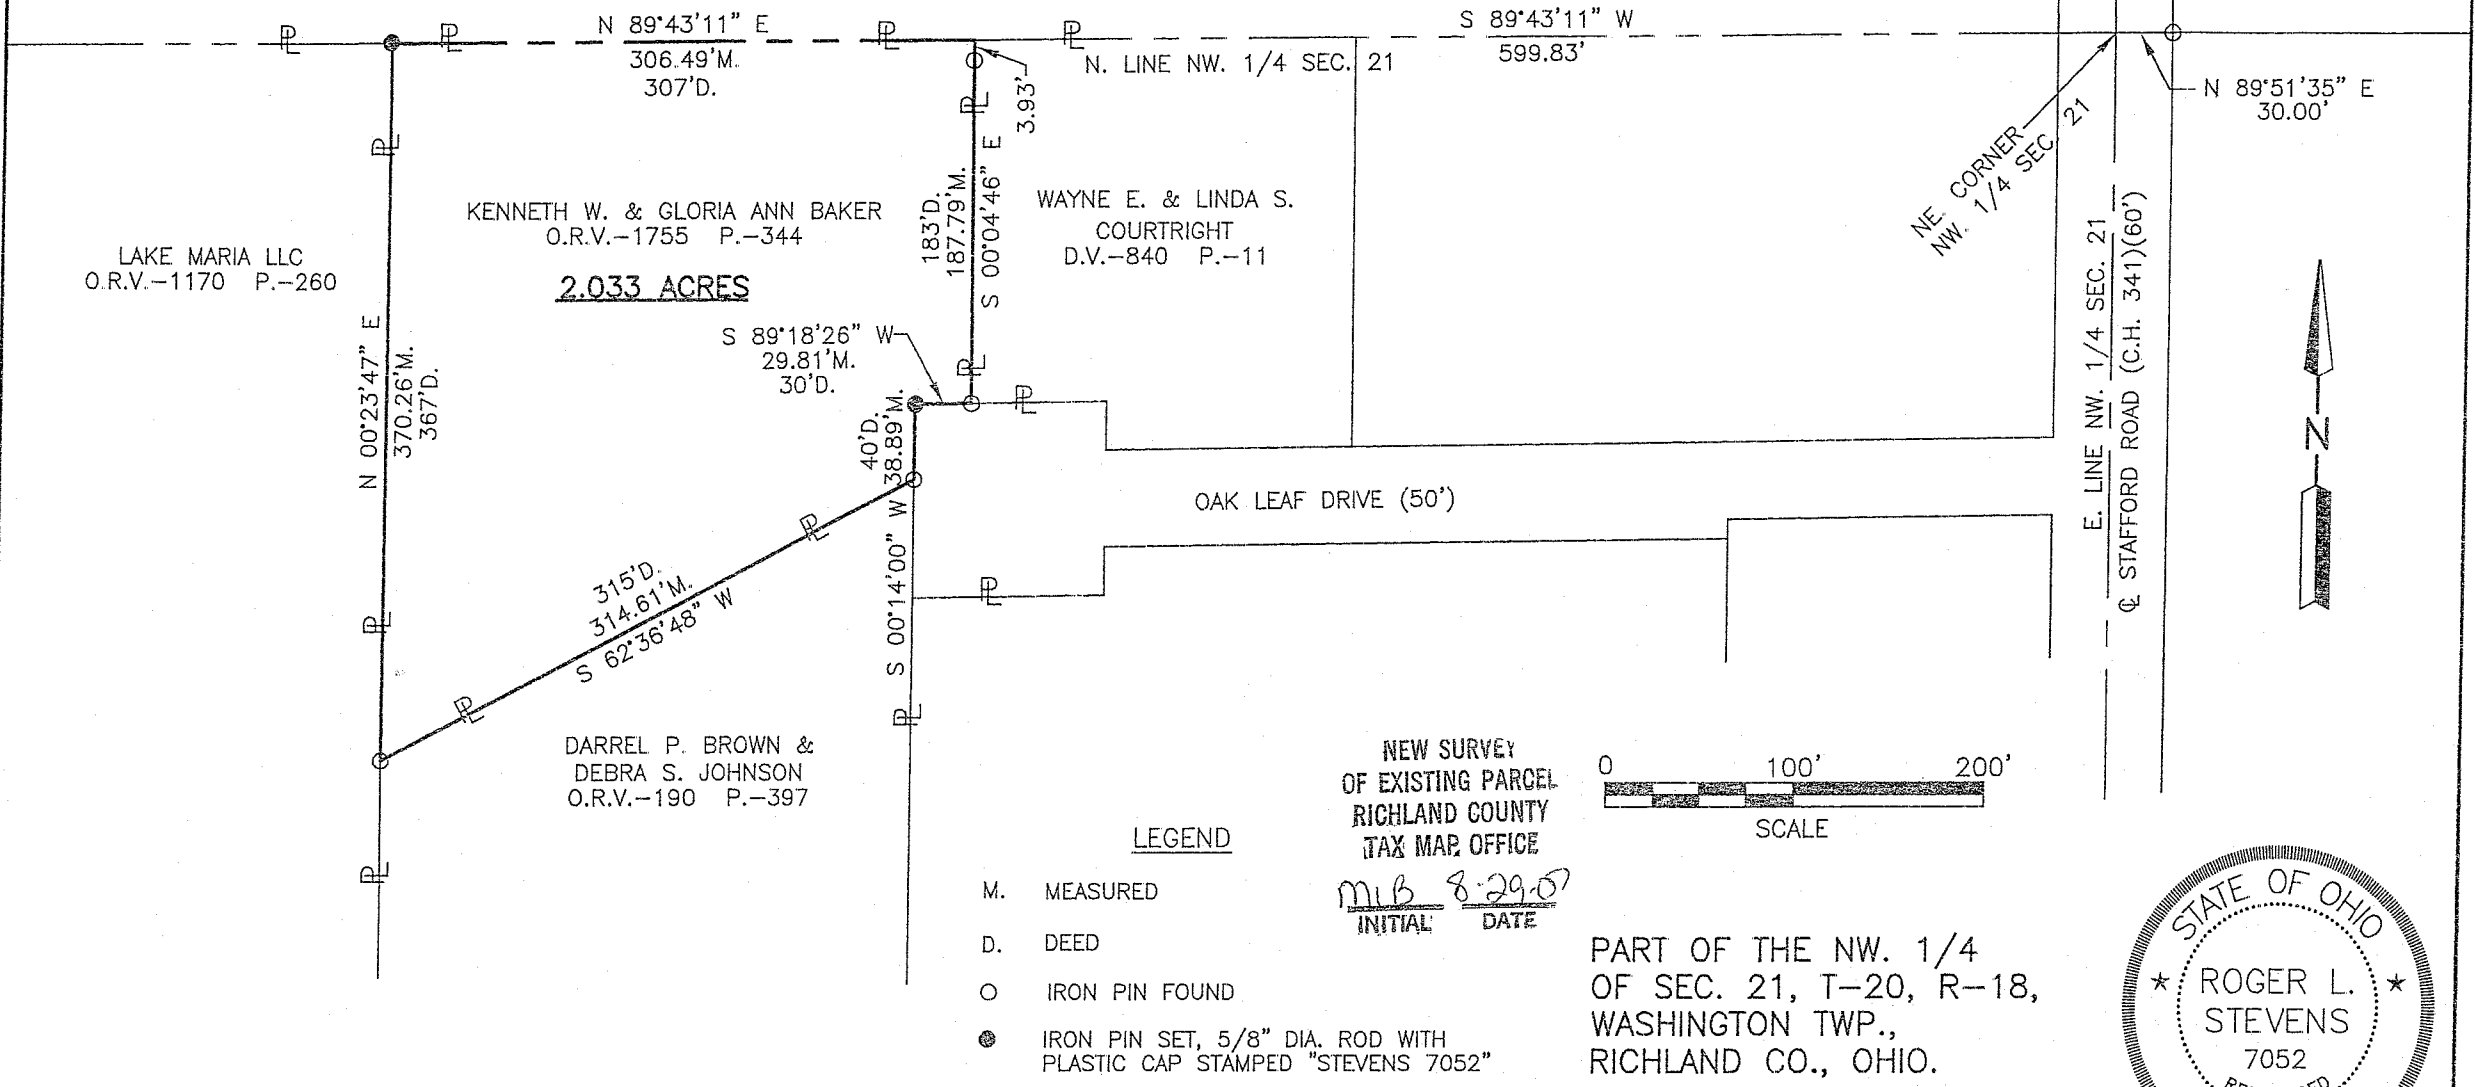 N 89°43'11" E
306.49'M.
307'D.
S 89°43'11" W
599.83'
N. LINE NW. 1/4 SEC. 21
3.93'
N 89°51'35" E
30.00'
NE. CORNER
NW. 1/4 SEC. 21
KENNETH W. & GLORIA ANN BAKER
O.R.V.-1755 P.-344
2.033 ACRES
LAKE MARIA LLC
O.R.V.-1170 P.-260
183'D.
187.79'M.
S 00°04'46" E
WAYNE E. & LINDA S.
COURTRIGHT
D.V.-840 P.-11
S 89°18'26" W
29.81'M.
30'D.
N 00°23'47" E
370.26'M.
367'D.
40'D.
38.89'M.
S 00°14'00" W
E. LINE NW. 1/4 SEC. 21
℄ STAFFORD ROAD (C.H. 341)(60')
N
OAK LEAF DRIVE (50')
315'D.
314.61'M.
S 62°36'48" W
DARREL P. BROWN &
DEBRA S. JOHNSON
O.R.V.-190 P.-397
NEW SURVEY
OF EXISTING PARCEL
RICHLAND COUNTY
TAX MAP OFFICE
MLB 8-29-07
INITIAL DATE
0 100' 200'
SCALE
LEGEND
M. MEASURED
D. DEED
IRON PIN FOUND
IRON PIN SET, 5/8" DIA. ROD WITH
PLASTIC CAP STAMPED "STEVENS 7052"
PART OF THE NW. 1/4
OF SEC. 21, T-20, R-18,
WASHINGTON TWP.,
RICHLAND CO., OHIO.
STATE OF OHIO
ROGER L.
STEVENS
7052